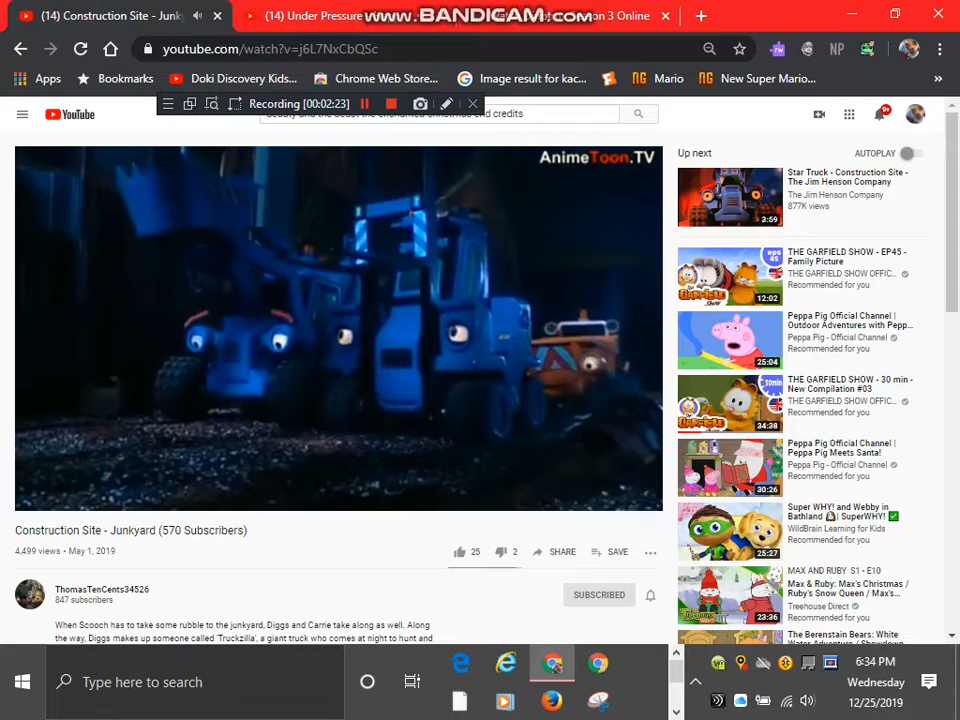 (14) Construction Site - Junky
(14) Under Pressure
on 3 Online
www.BANDICAM.com
youtube.com/watch?v=j6L7NxCbQSc
NP
Apps
Bookmarks
Doki Discovery Kids...
Chrome Web Store...
Image result for kac...
Mario
New Super Mario...
»
Recording [00:02:23]
YouTube
beauty and the beast the enchanted christmas end credits
9+
AnimeToon.TV
Up next
AUTOPLAY
Star Truck - Construction Site -
The Jim Henson Company
The Jim Henson Company
877K views
3:59
THE GARFIELD SHOW - EP45 -
Family Picture
THE GARFIELD SHOW OFFIC...
Recommended for you
eps
45
Garfield
12:02
Peppa Pig Official Channel |
Outdoor Adventures with Pepp...
Peppa Pig Official Channel
Recommended for you
25:04
THE GARFIELD SHOW - 30 min -
New Compilation #03
THE GARFIELD SHOW OFFIC...
Recommended for you
30min
Garfield
34:38
Peppa Pig Official Channel |
Peppa Pig Meets Santa!
Peppa Pig - Official Channel
Recommended for you
30:26
Super WHY! and Webby in
Bathland | SuperWHY!
WildBrain Learning for Kids
Recommended for you
25:27
MAX AND RUBY S1 • E10
Max & Ruby: Max's Christmas /
Ruby's Snow Queen / Max's...
Treehouse Direct
Recommended for you
23:36
The Berenstain Bears: White
Water Adventure / Showdown
Construction Site - Junkyard (570 Subscribers)
4,499 views • May 1, 2019
25
2
SHARE
SAVE
ThomasTenCents34526
847 subscribers
SUBSCRIBED
When Scooch has to take some rubble to the junkyard, Diggs and Carrie take along as well. Along
the way, Diggs makes up someone called 'Truckzilla', a giant truck who comes at night to hunt and
Type here to search
6:34 PM
Wednesday
12/25/2019